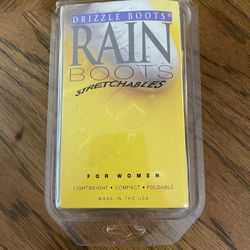 DRIZZLE BOOTS®
RAIN
BOOTS
STRETCHABLES
FOR WOMEN
LIGHTWEIGHT • COMPACT • FOLDABLE
MADE IN THE USA